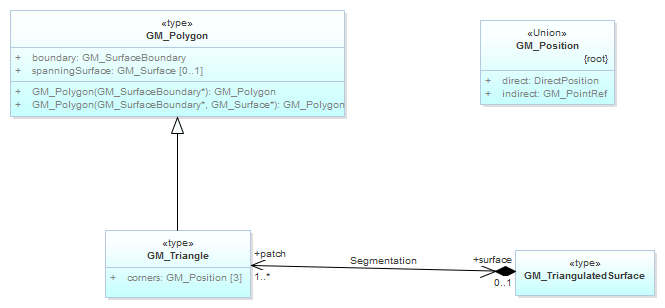 «type»
GM_Polygon
+ boundary: GM_SurfaceBoundary
+ spanningSurface: GM_Surface [0..1]
+ GM_Polygon(GM_SurfaceBoundary*): GM_Polygon
+ GM_Polygon(GM_SurfaceBoundary*, GM_Surface*): GM_Polygon
«Union»
GM_Position
{root}
+ direct: DirectPosition
+ indirect: GM_PointRef
«type»
GM_Triangle
+ corners: GM_Position [3]
+patch
1..*
Segmentation
+surface
0..1
«type»
GM_TriangulatedSurface